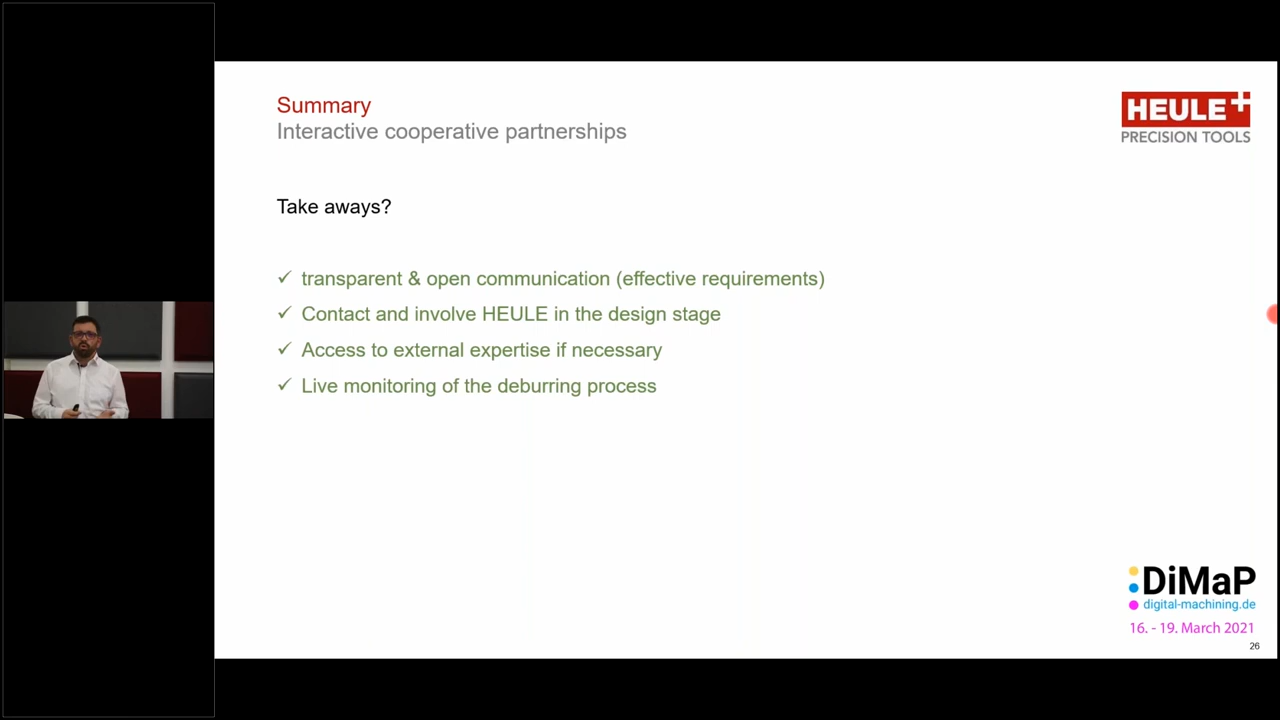 Summary
Interactive cooperative partnerships
HEULE
PRECISION TOOLS
Take aways?
✓ transparent & open communication (effective requirements)
✓ Contact and involve HEULE in the design stage
✓ Access to external expertise if necessary
✓ Live monitoring of the deburring process
DiMaP
digital-machining.de
16. - 19. March 2021
26